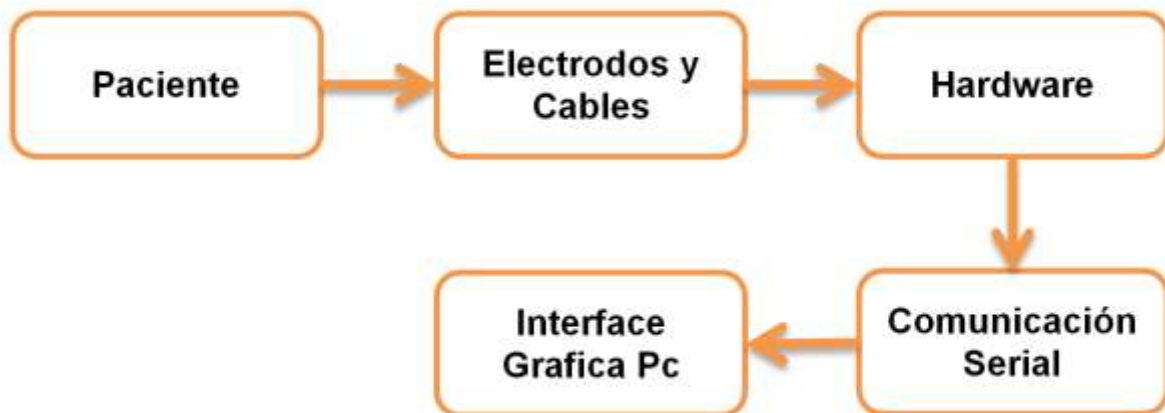 Paciente
Electrodos y
Cables
Hardware
Comunicación
Serial
Interface
Grafica Pc